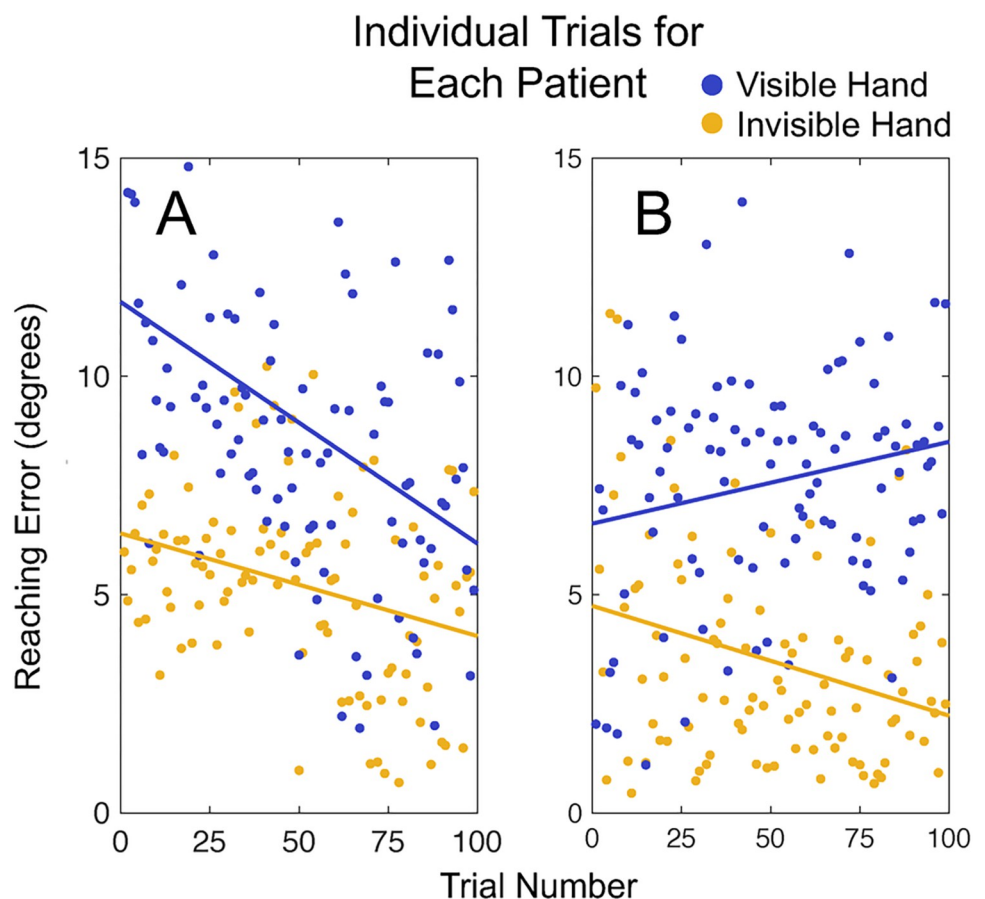 Individual Trials for
Each Patient
Visible Hand
Invisible Hand
Reaching Error (degrees)
15
10
5
0
A
0 25 50 75 100
15
10
5
0
B
0 25 50 75 100
Trial Number